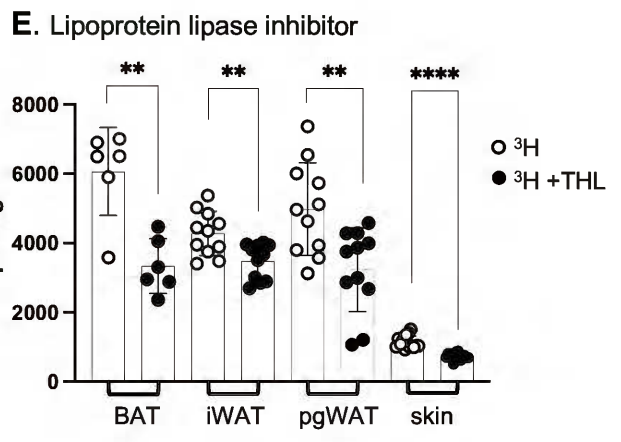 E. Lipoprotein lipase inhibitor
** ** ** ****
8000
6000
4000
2000
0
³H
³H +THL
BAT iWAT pgWAT skin